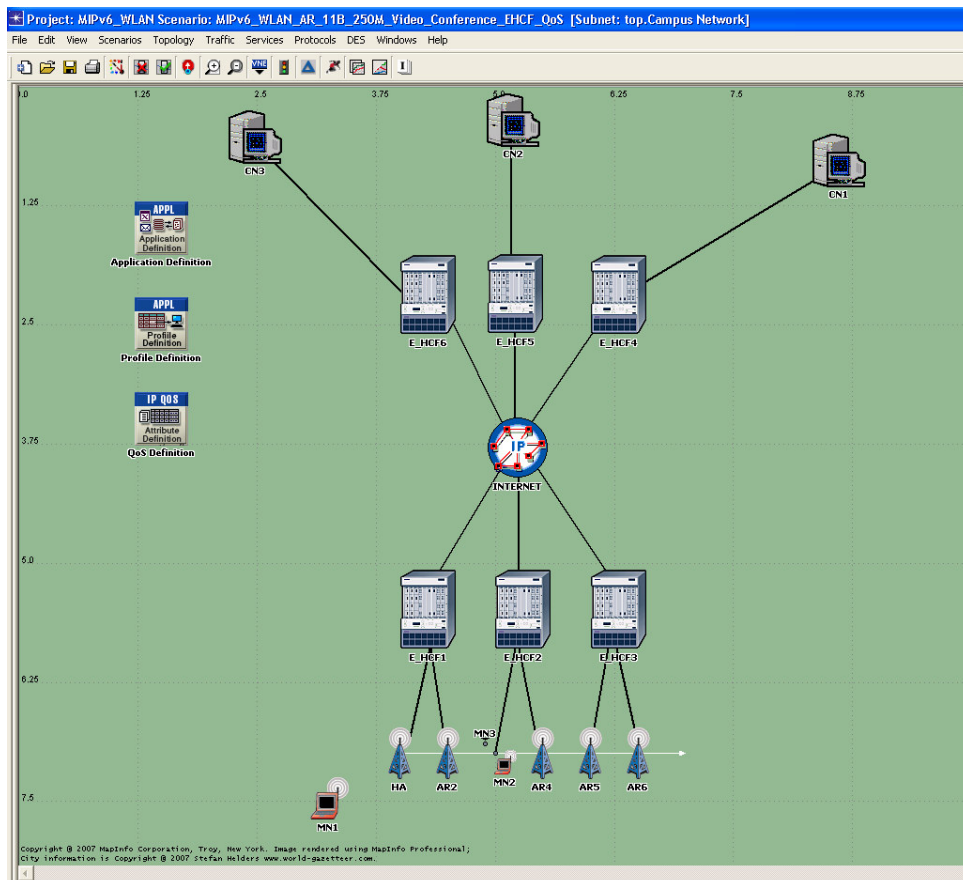 Project: MIPv6_WLAN Scenario: MIPv6_WLAN_AR_11B_250M_Video_Conference_EHCF_QoS [Subnet: top.Campus Network]
File Edit View Scenarios Topology Traffic Services Protocols DES Windows Help
VNE
0.0 1.25 2.5 3.75 5.0 6.25 7.5 8.75
CN3
CN2
CN1
1.25
APPL
Application
Definition
Application Definition
2.5
APPL
Profile
Definition
Profile Definition
E_HCF6
E_HCF5
E_HCF4
IP QOS
Attribute
Definition
QoS Definition
3.75
IP
INTERNET
5.0
E_HCF1
E_HCF2
E_HCF3
6.25
MN3
HA
AR2
MN2
AR4
AR5
AR6
7.5
MN1
Copyright @ 2007 MapInfo Corporation, Troy, New York. Image rendered using MapInfo Professional;
City information is Copyright @ 2007 Stefan Helders www.world-gazetteer.com.